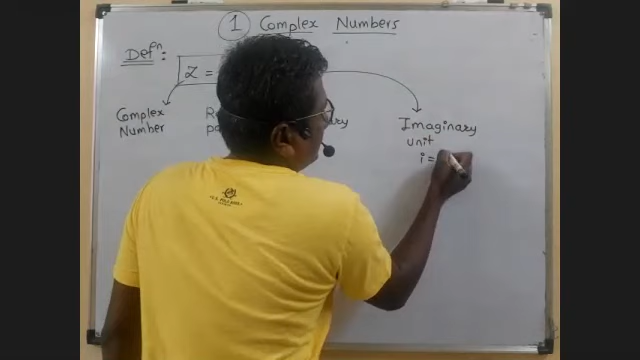 1 Complex Numbers
Defⁿ:
Z =
Complex
Number
Imaginary
unit
i =